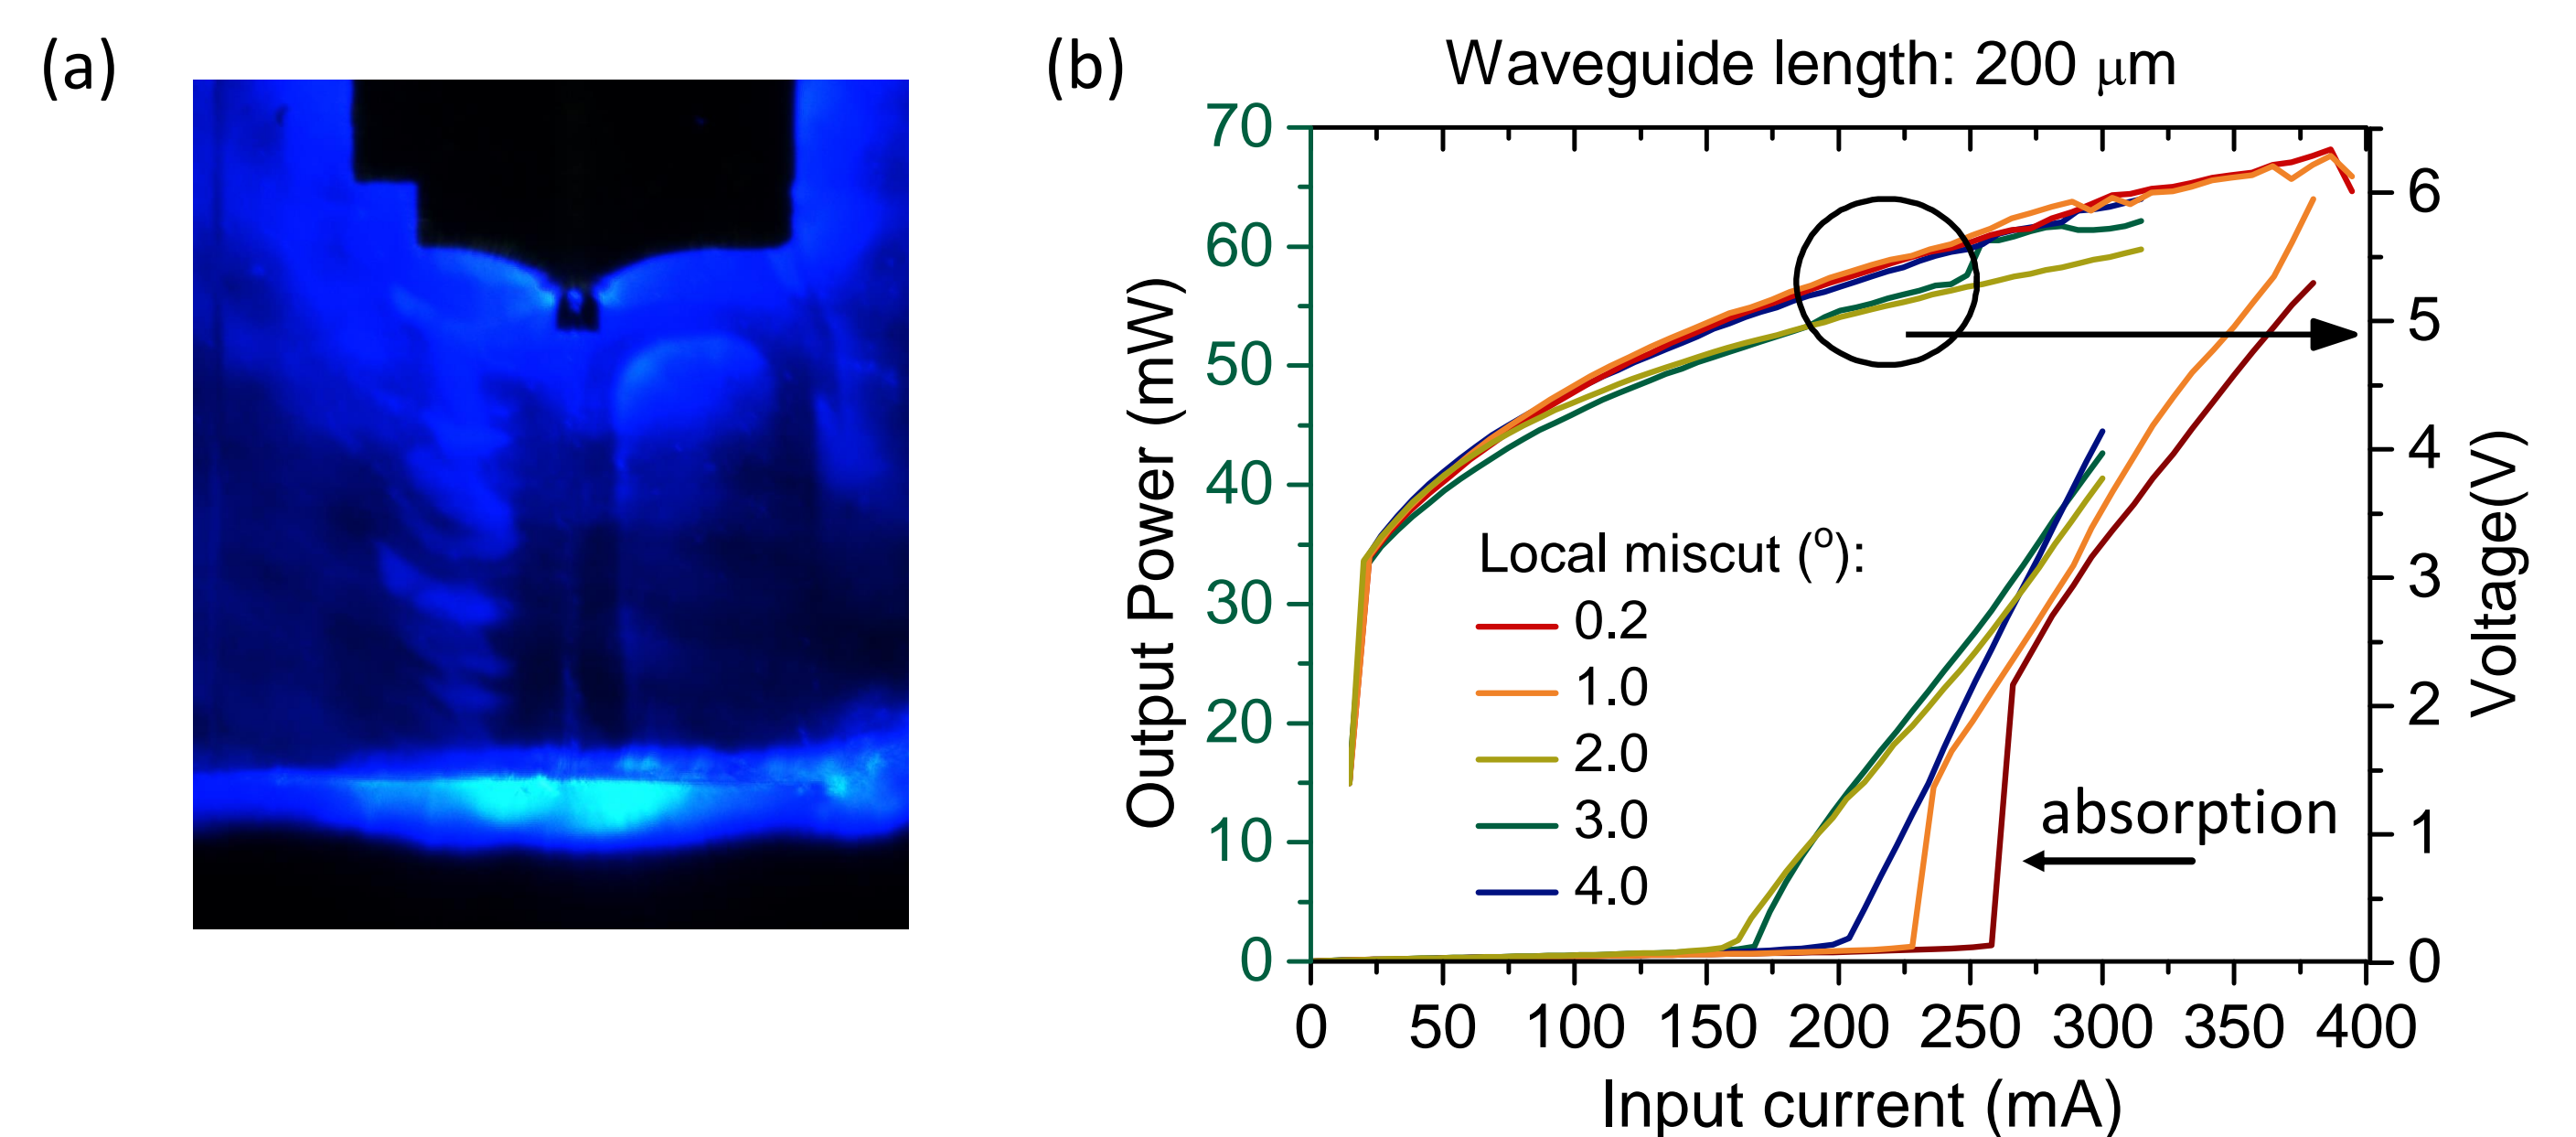 (a)
(b)
Waveguide length: 200 μm
70
60
50
40
30
20
10
0
Output Power (mW)
6
5
4
3
2
1
0
Voltage(V)
Local miscut (º):
0.2
1.0
2.0
3.0
4.0
absorption
0 50 100 150 200 250 300 350 400
Input current (mA)